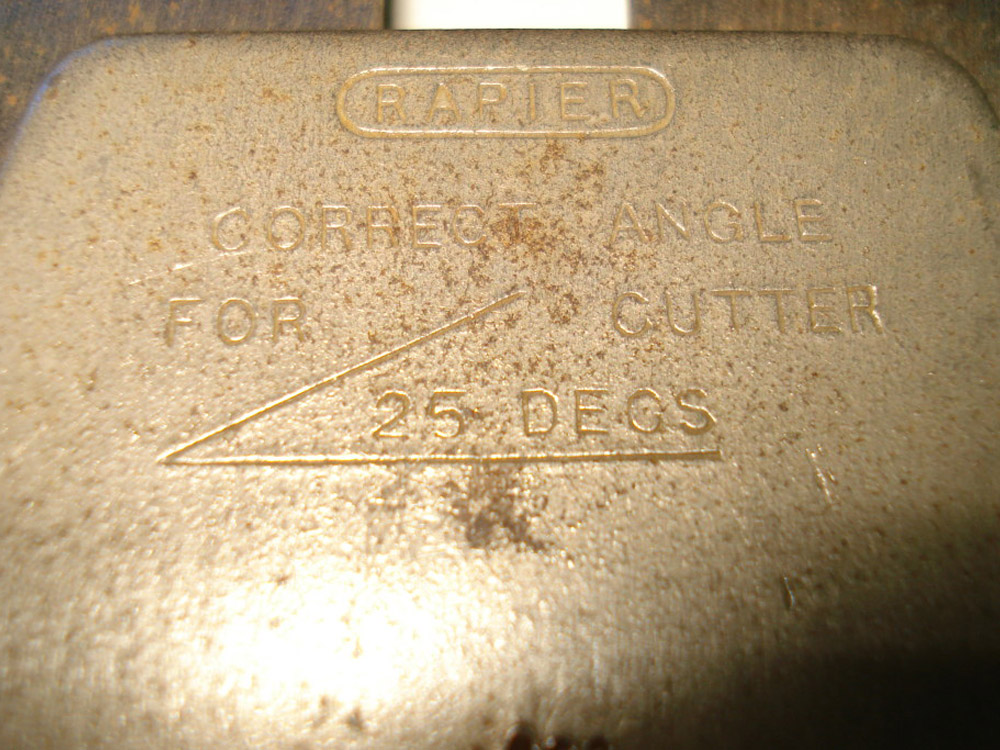 RAPIER
CORRECT ANGLE
FOR CUTTER
25 DEGS